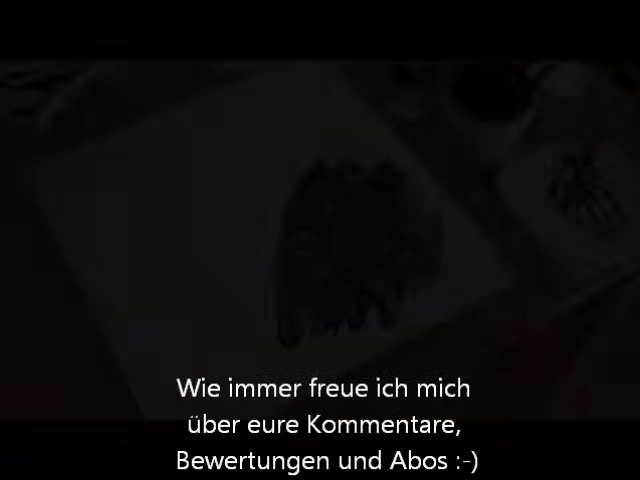 Wie immer freue ich mich
über eure Kommentare,
Bewertungen und Abos :-)